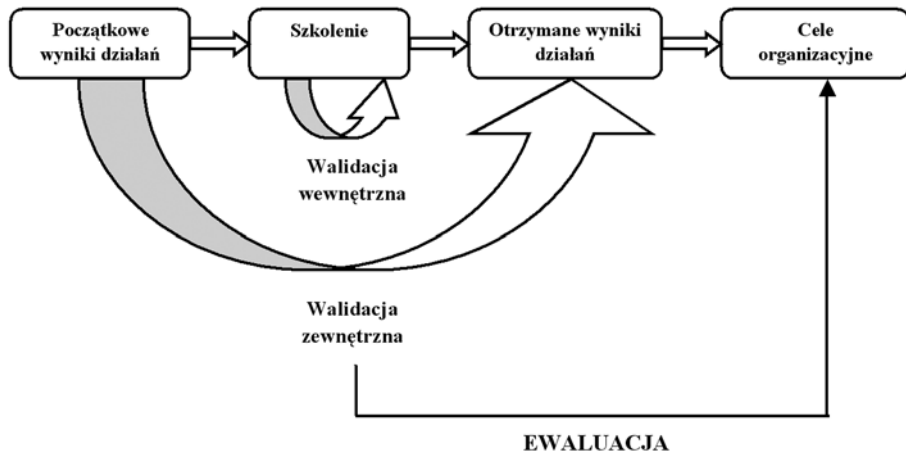 Początkowe
wyniki działań
Szkolenie
Otrzymane wyniki
działań
Cele
organizacyjne
Walidacja
wewnętrzna
Walidacja
zewnętrzna
EWALUACJA